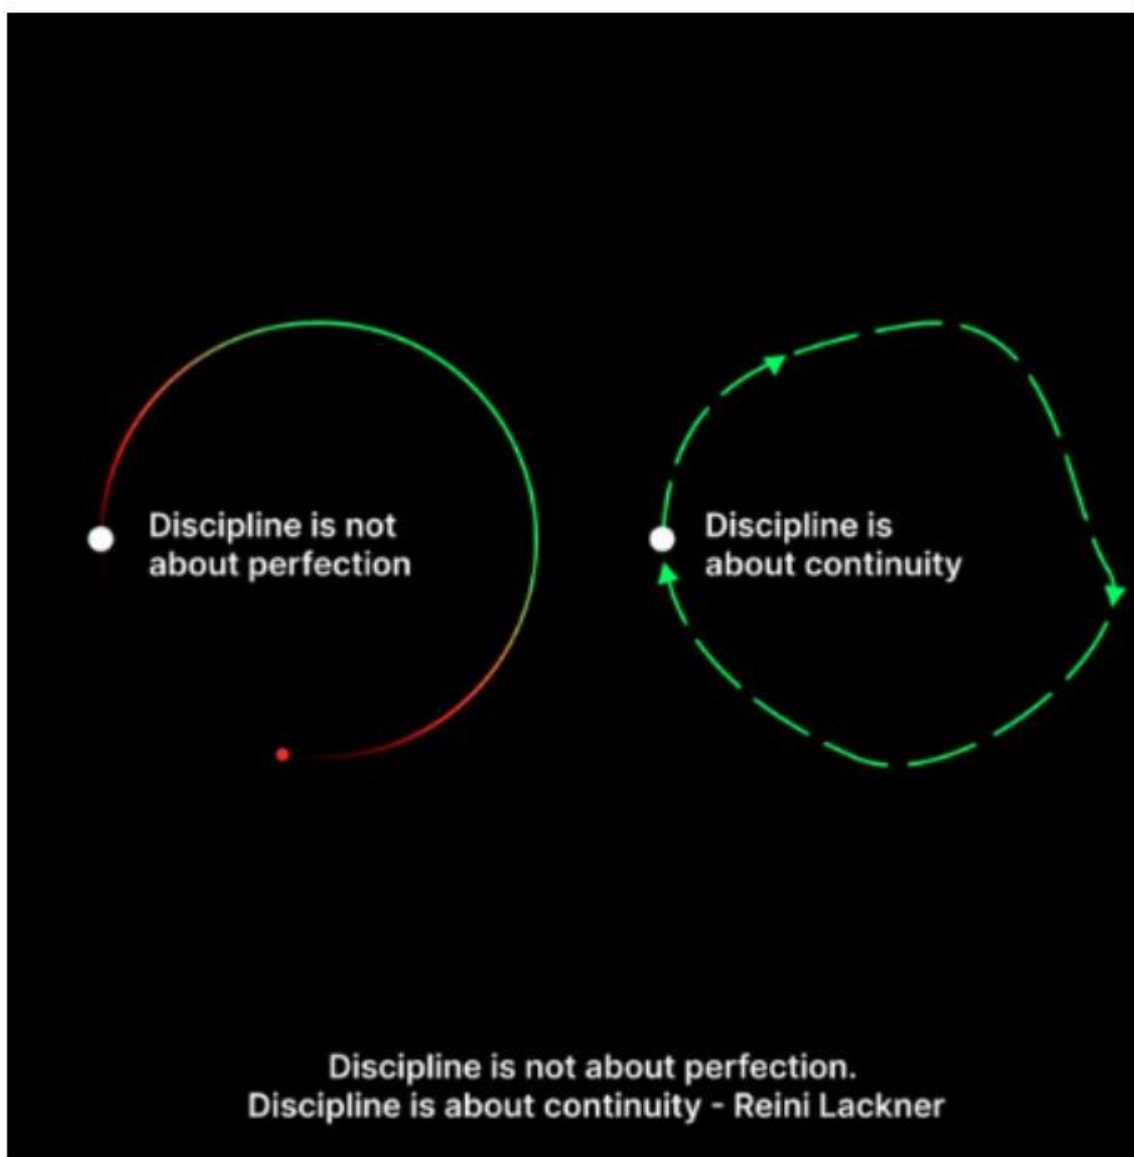 Discipline is not
about perfection
Discipline is
about continuity
Discipline is not about perfection.
Discipline is about continuity - Reini Lackner